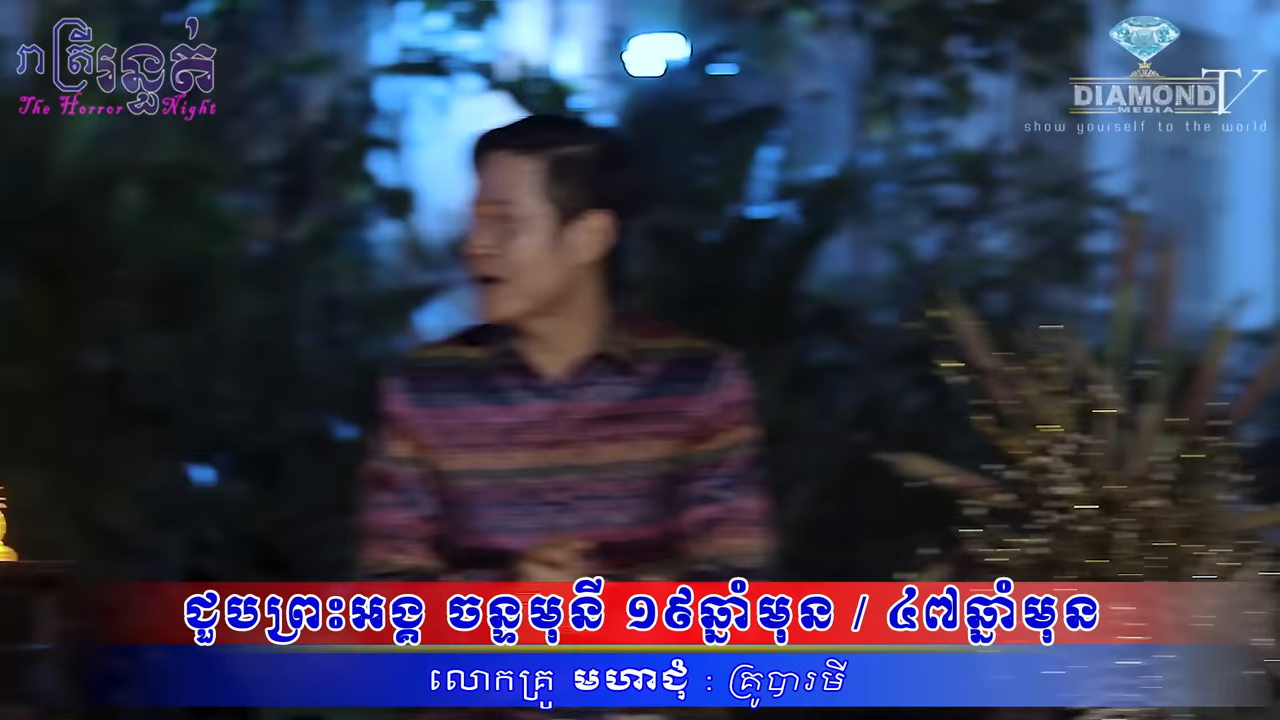 រាត្រីរន្ធត់
The Horror Night
DIAMOND TV
MEDIA
show yourself to the world
ជួបព្រះអង្គ ចន្ទមុនី ១៩ឆ្នាំមុន / ៤៧ឆ្នាំមុន
លោកគ្រូ មហាជុំ : គ្រូបារមី